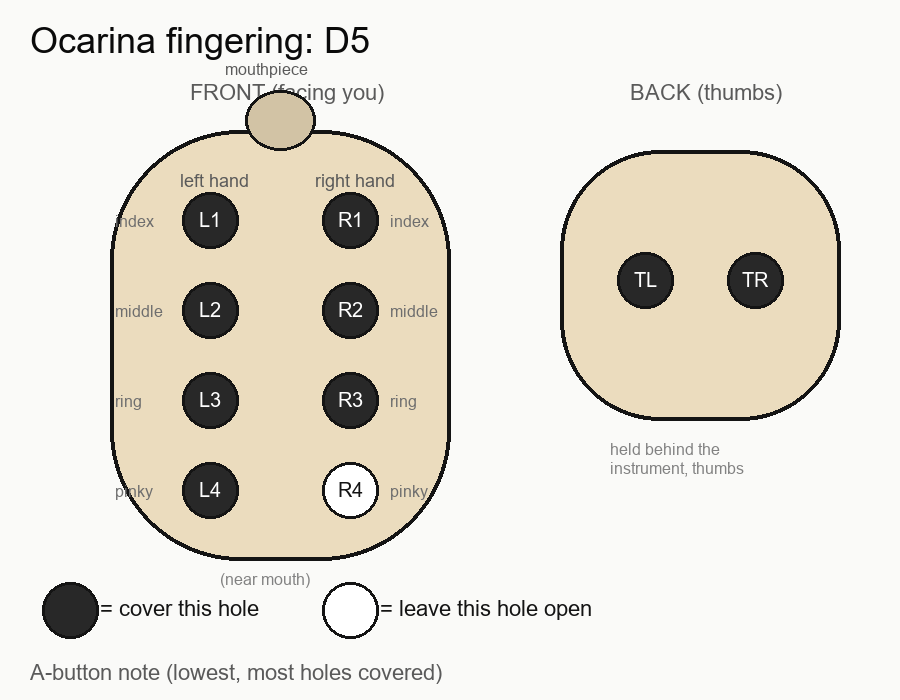 Ocarina fingering: D5
mouthpiece
FRONT (facing you)
BACK (thumbs)
left hand
right hand
index
L1
R1
index
TL
TR
middle
L2
R2
middle
ring
L3
R3
ring
held behind the
instrument, thumbs
pinky
L4
R4
pinky
(near mouth)
= cover this hole
= leave this hole open
A-button note (lowest, most holes covered)